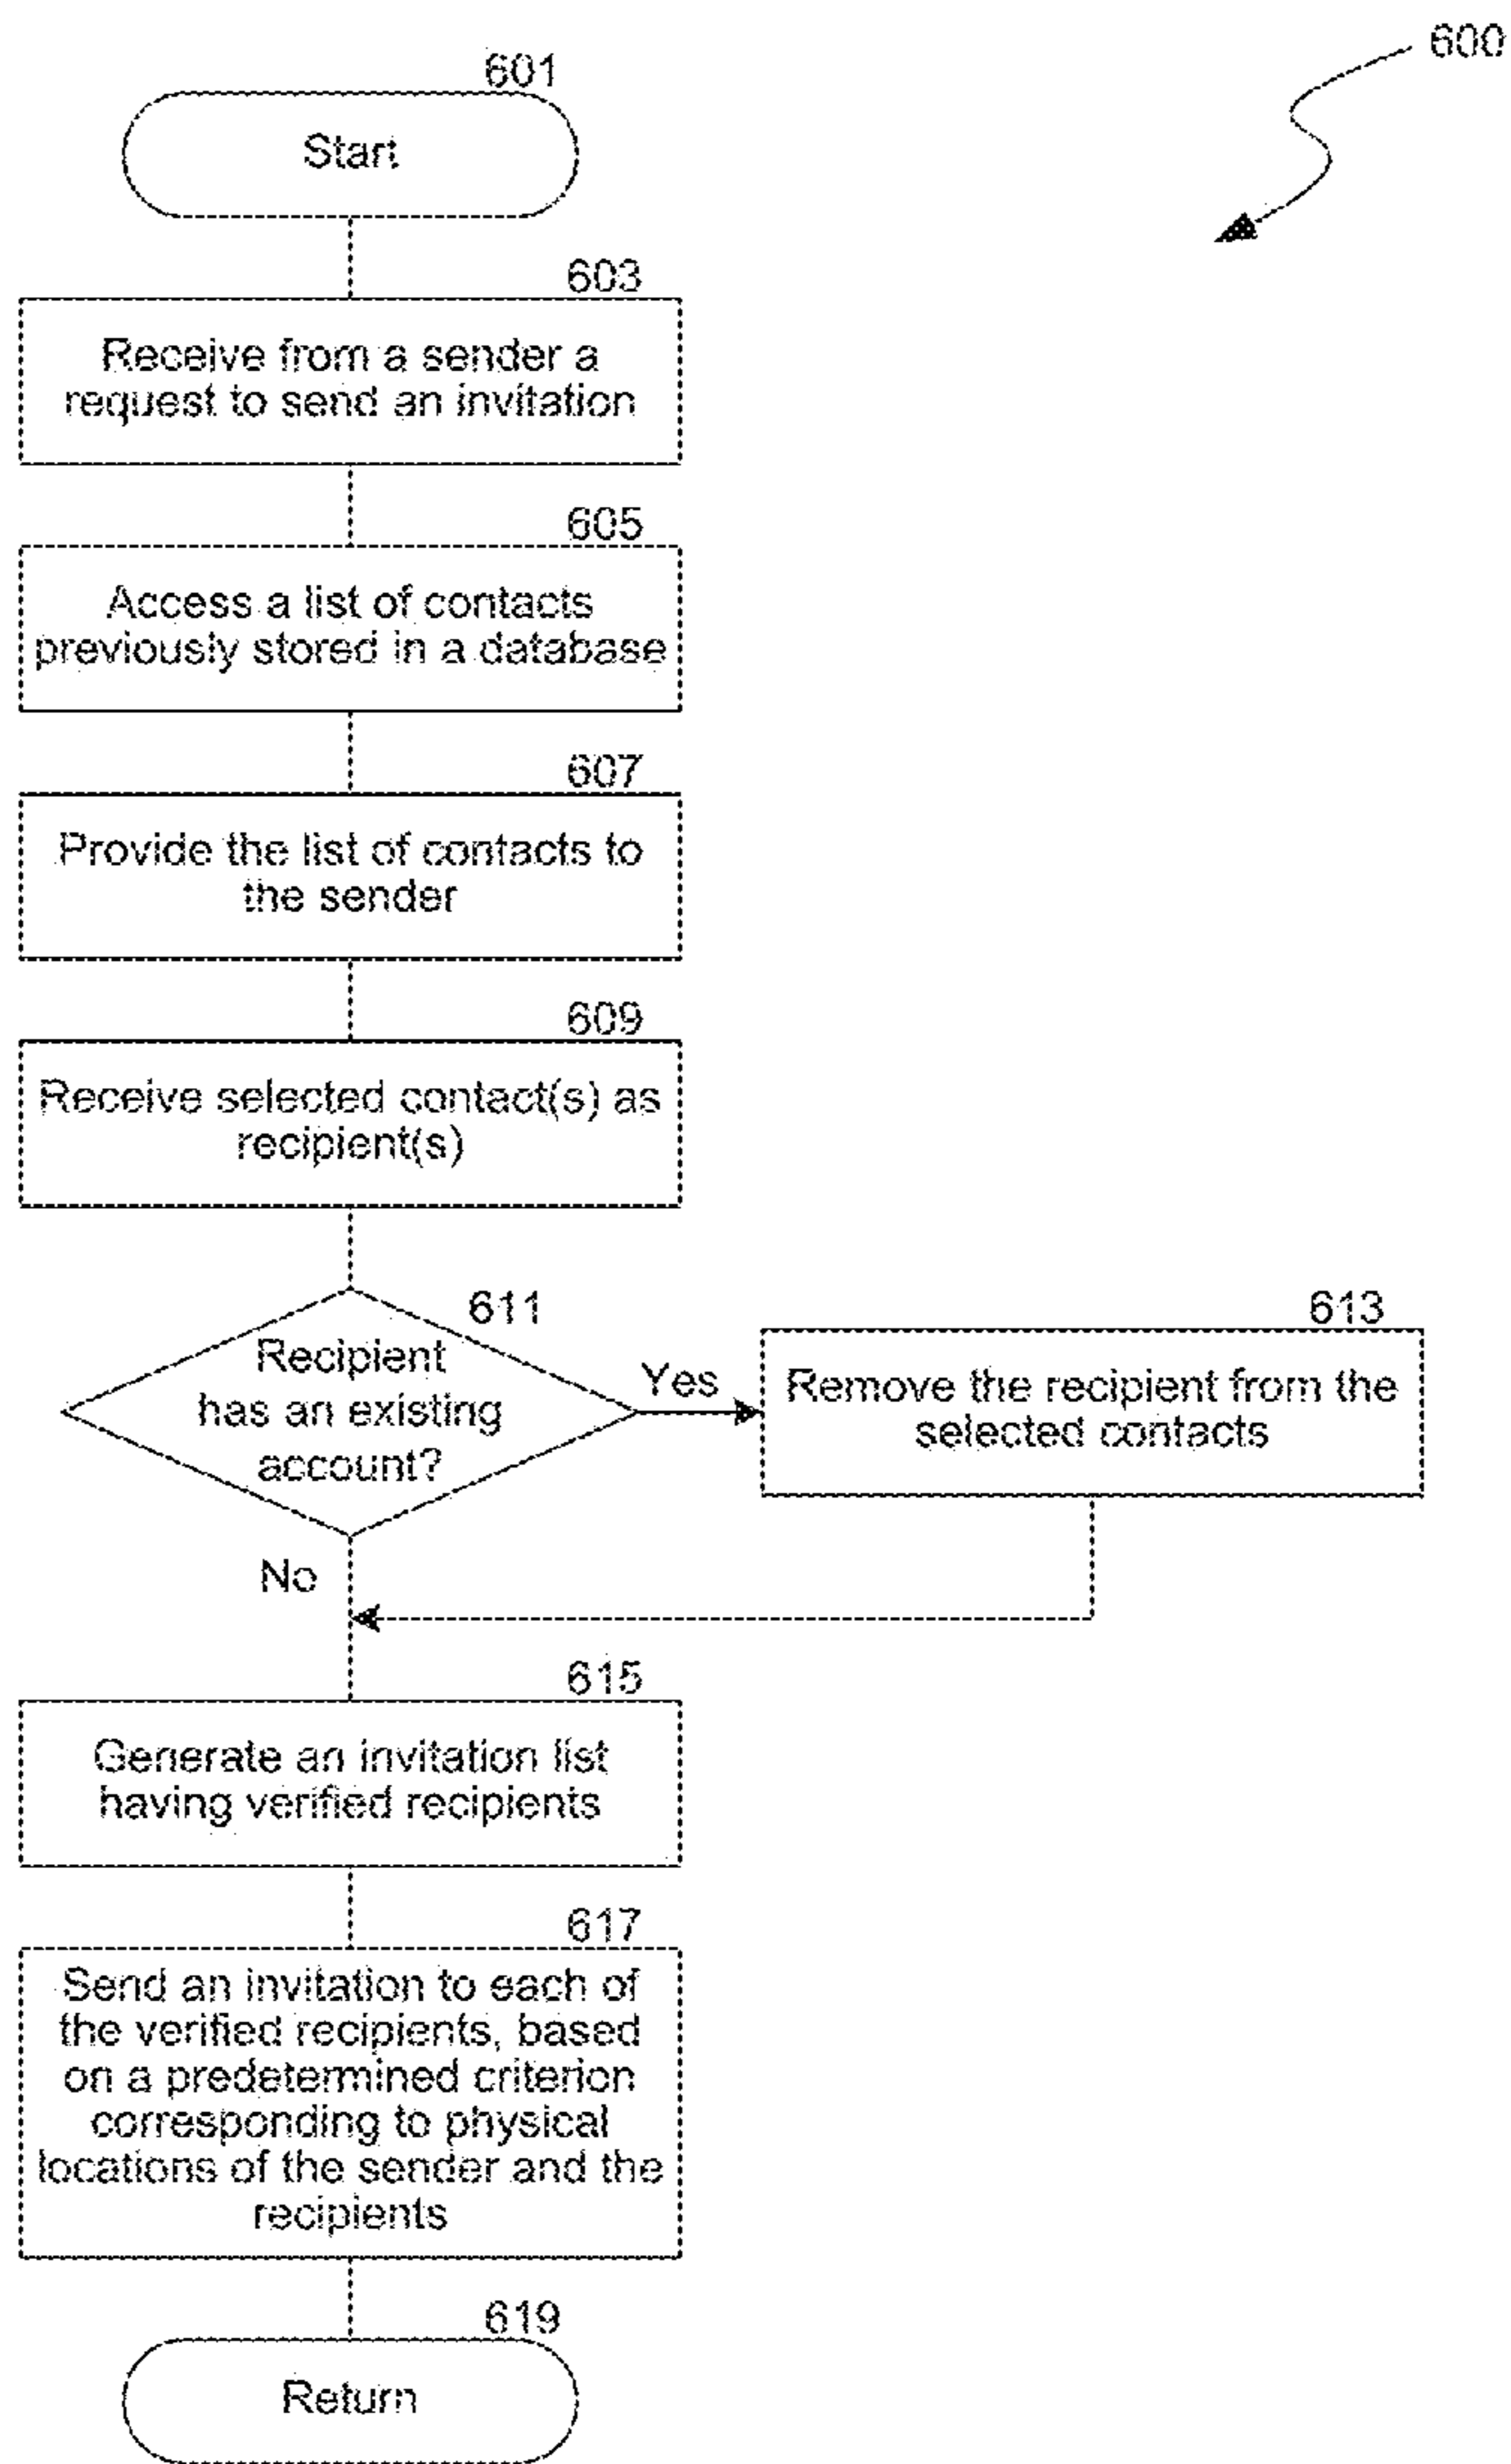 600
601
Start
603
Receive from a sender a
request to send an invitation
605
Access a list of contacts
previously stored in a database
607
Provide the list of contacts to
the sender
609
Receive selected contact(s) as
recipient(s)
611
Recipient
has an existing
account?
Yes
613
Remove the recipient from the
selected contacts
No
615
Generate an invitation list
having verified recipients
617
Send an invitation to each of
the verified recipients, based
on a predetermined criterion
corresponding to physical
locations of the sender and the
recipients
619
Return